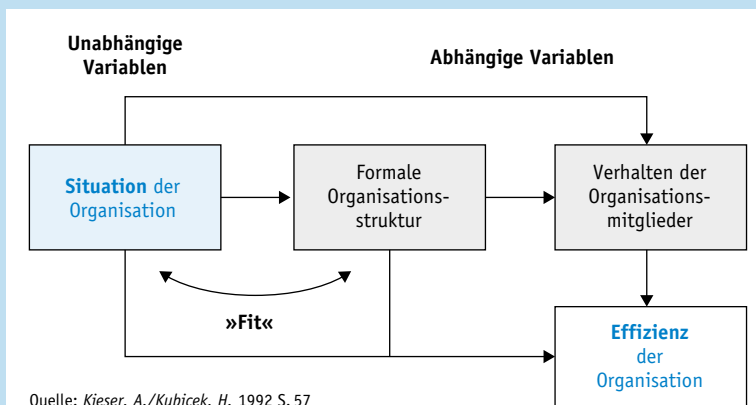 Unabhängige
Variablen
Abhängige Variablen
Situation der
Organisation
Formale
Organisations-
struktur
Verhalten der
Organisations-
mitglieder
»Fit«
Effizienz
der
Organisation
Quelle: Kieser, A./Kubicek, H. 1992 S. 57